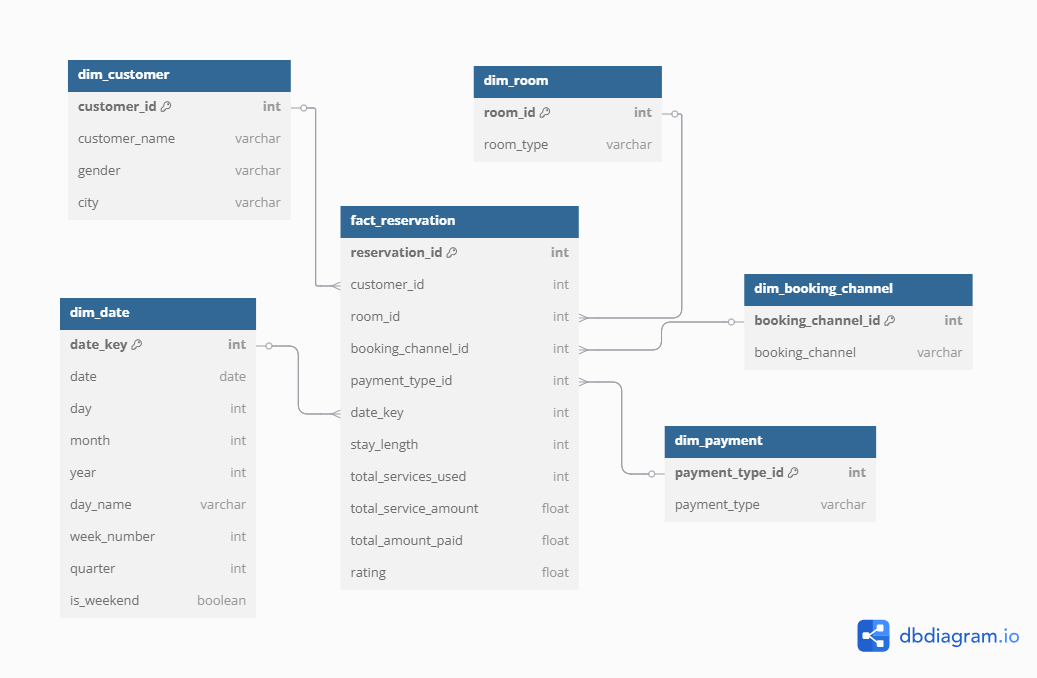 dim_customer
customer_id int
customer_name varchar
gender varchar
city varchar
dim_room
room_id int
room_type varchar
fact_reservation
reservation_id int
customer_id int
room_id int
booking_channel_id int
payment_type_id int
date_key int
stay_length int
total_services_used int
total_service_amount float
total_amount_paid float
rating float
dim_booking_channel
booking_channel_id int
booking_channel varchar
dim_date
date_key int
date date
day int
month int
year int
day_name varchar
week_number int
quarter int
is_weekend boolean
dim_payment
payment_type_id int
payment_type varchar
dbdiagram.io